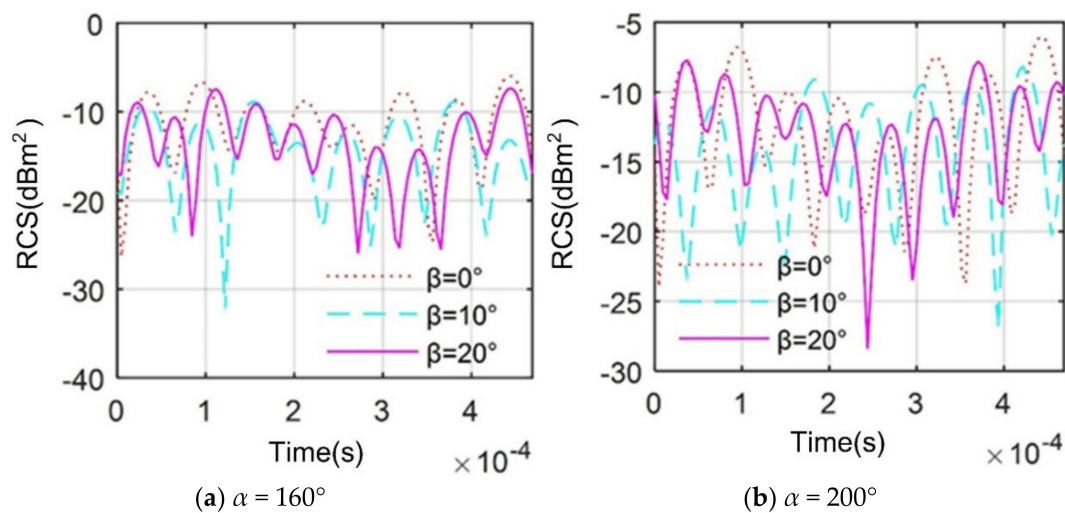 0
-10
-20
-30
-40
RCS(dBm²)
β=0°
β=10°
β=20°
0 1 2 3 4
Time(s)
×10⁻⁴
(a) α = 160°
-5
-10
-15
-20
-25
-30
RCS(dBm²)
β=0°
β=10°
β=20°
0 1 2 3 4
Time(s)
×10⁻⁴
(b) α = 200°